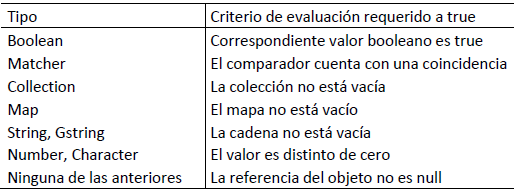 Tipo Criterio de evaluación requerido a true
Boolean Correspondiente valor booleano es true
Matcher El comparador cuenta con una coincidencia
Collection La colección no está vacía
Map El mapa no está vacío
String, Gstring La cadena no está vacía
Number, Character El valor es distinto de cero
Ninguna de las anteriores La referencia del objeto no es null